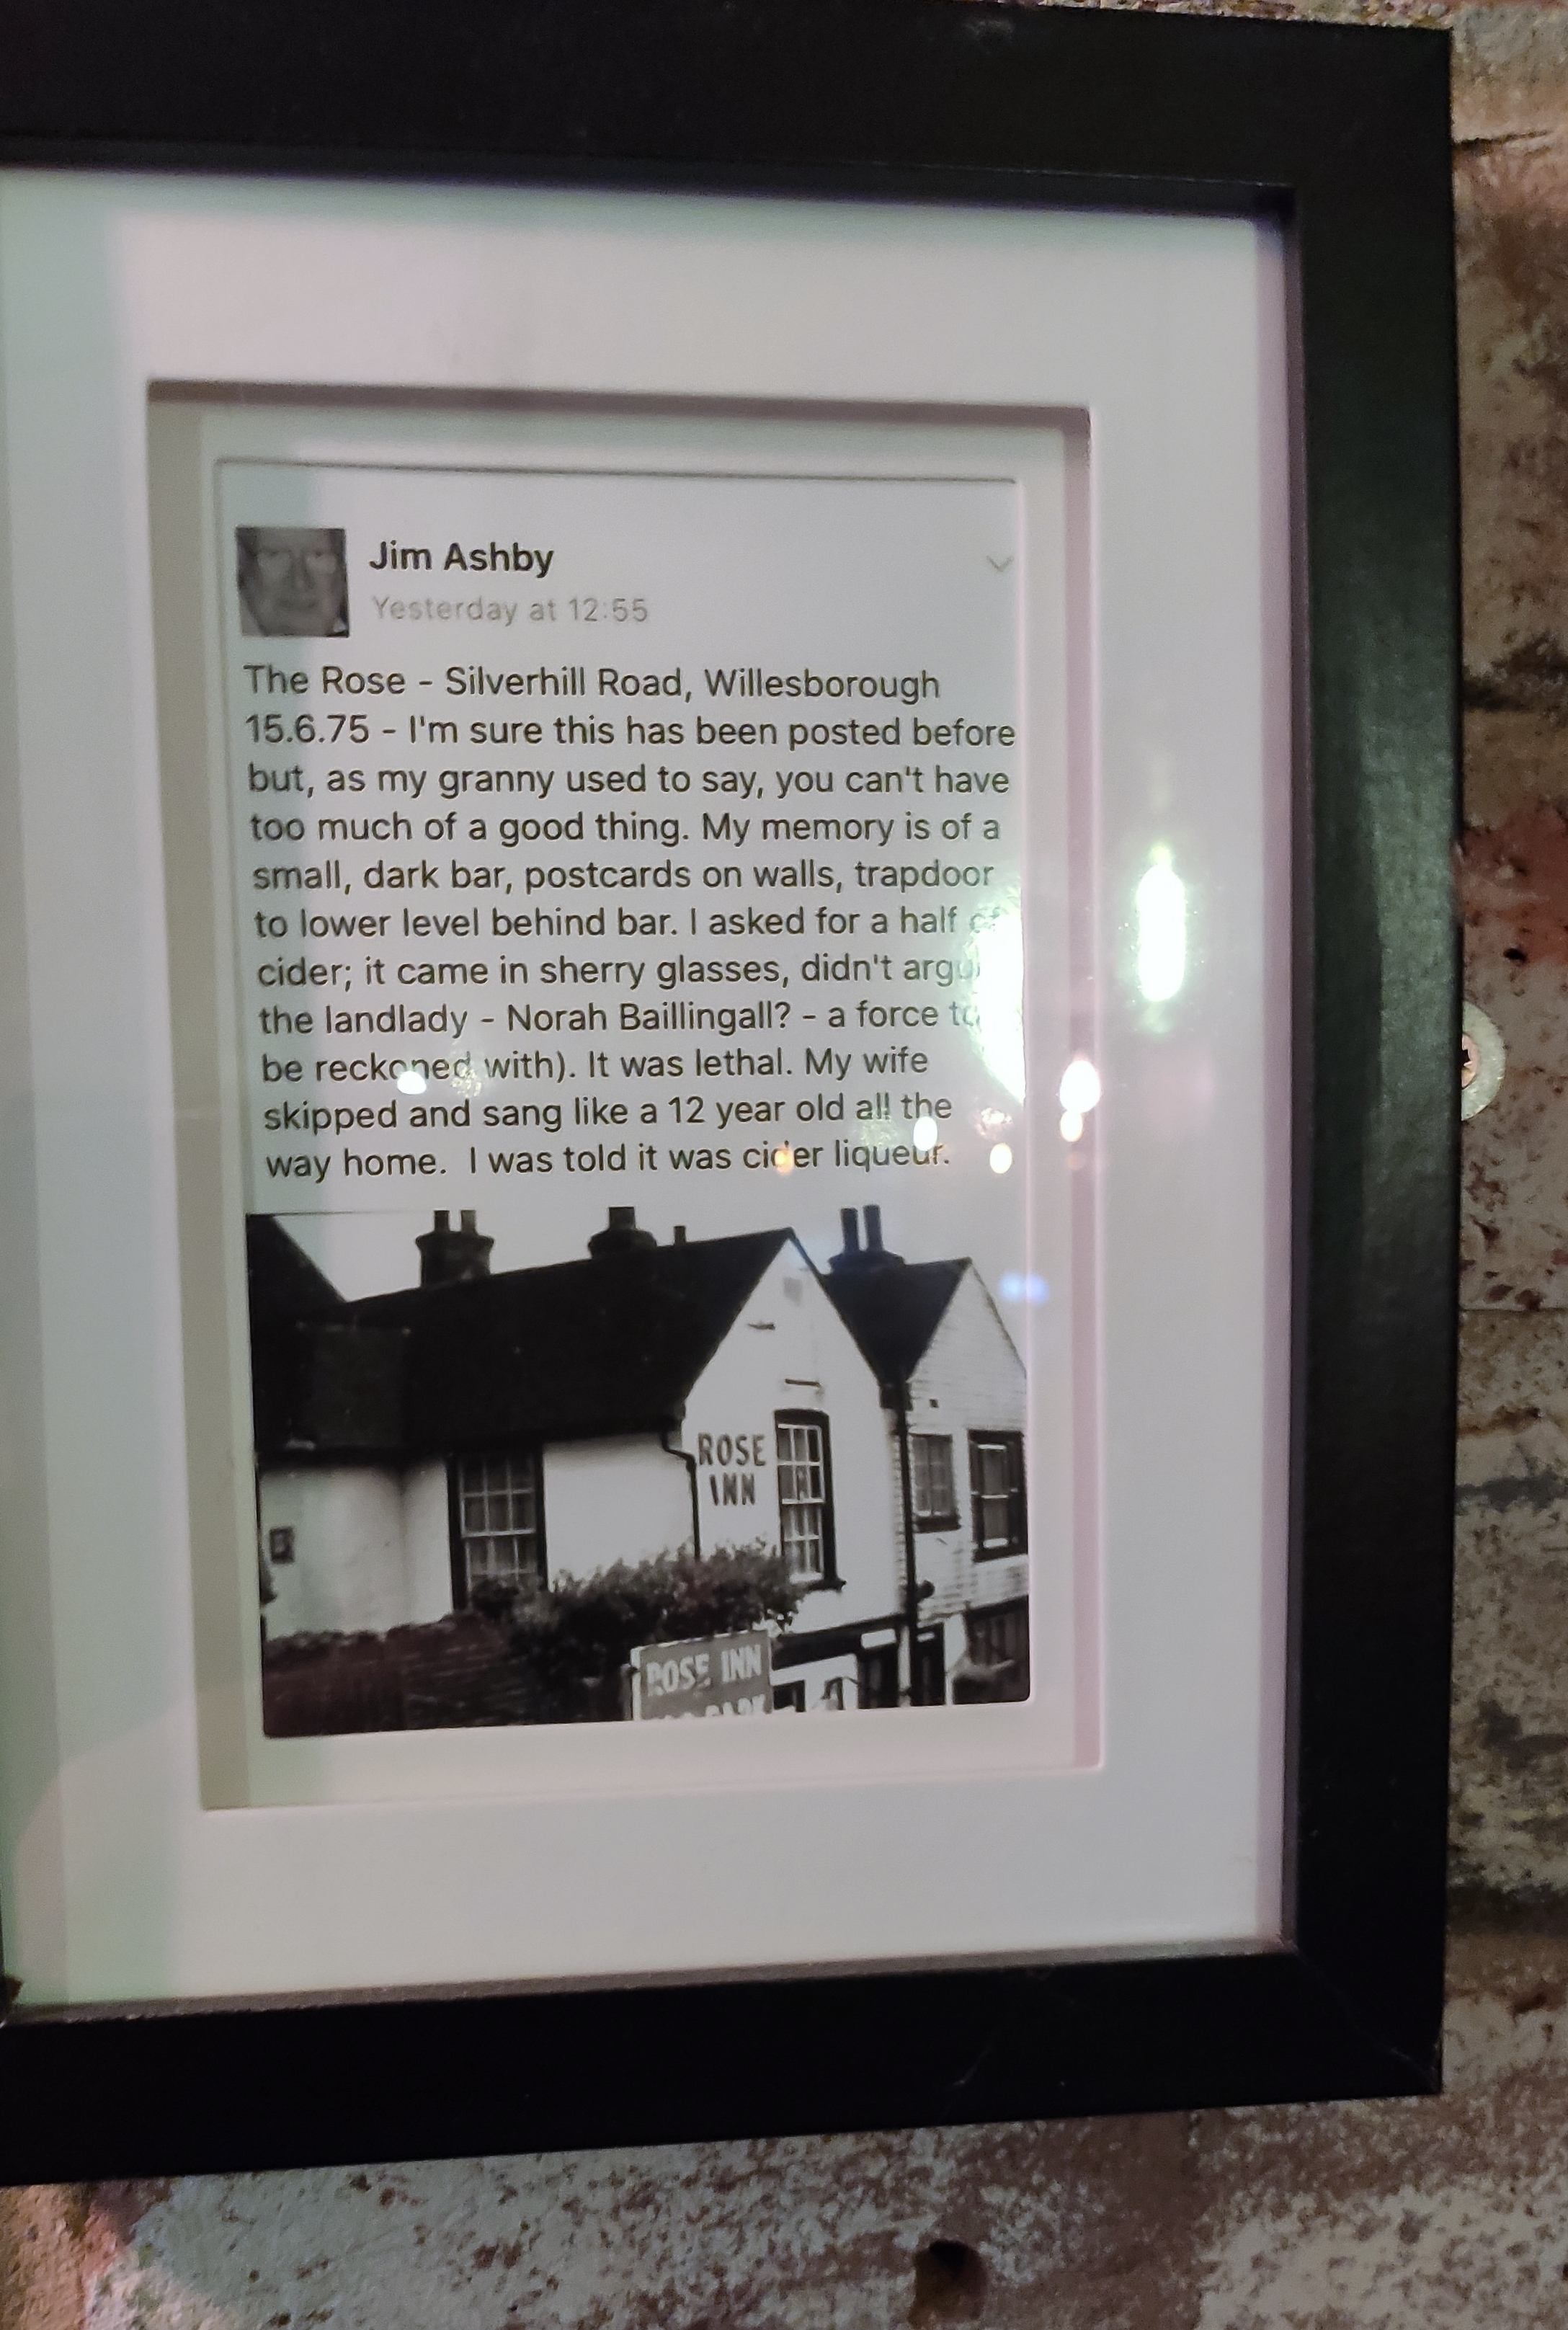 Jim Ashby
Yesterday at 12:55
The Rose - Silverhill Road, Willesborough
15.6.75 - I'm sure this has been posted before
but, as my granny used to say, you can't have
too much of a good thing. My memory is of a
small, dark bar, postcards on walls, trapdoor
to lower level behind bar. I asked for a half of
cider; it came in sherry glasses, didn't
the landlady - Norah Baillingall? - a force to
be reckoned with). It was lethal. My wife
skipped and sang like a 12 year old all the
way home. I was told it was cider liqueur.
ROSE
INN
ROSE INN